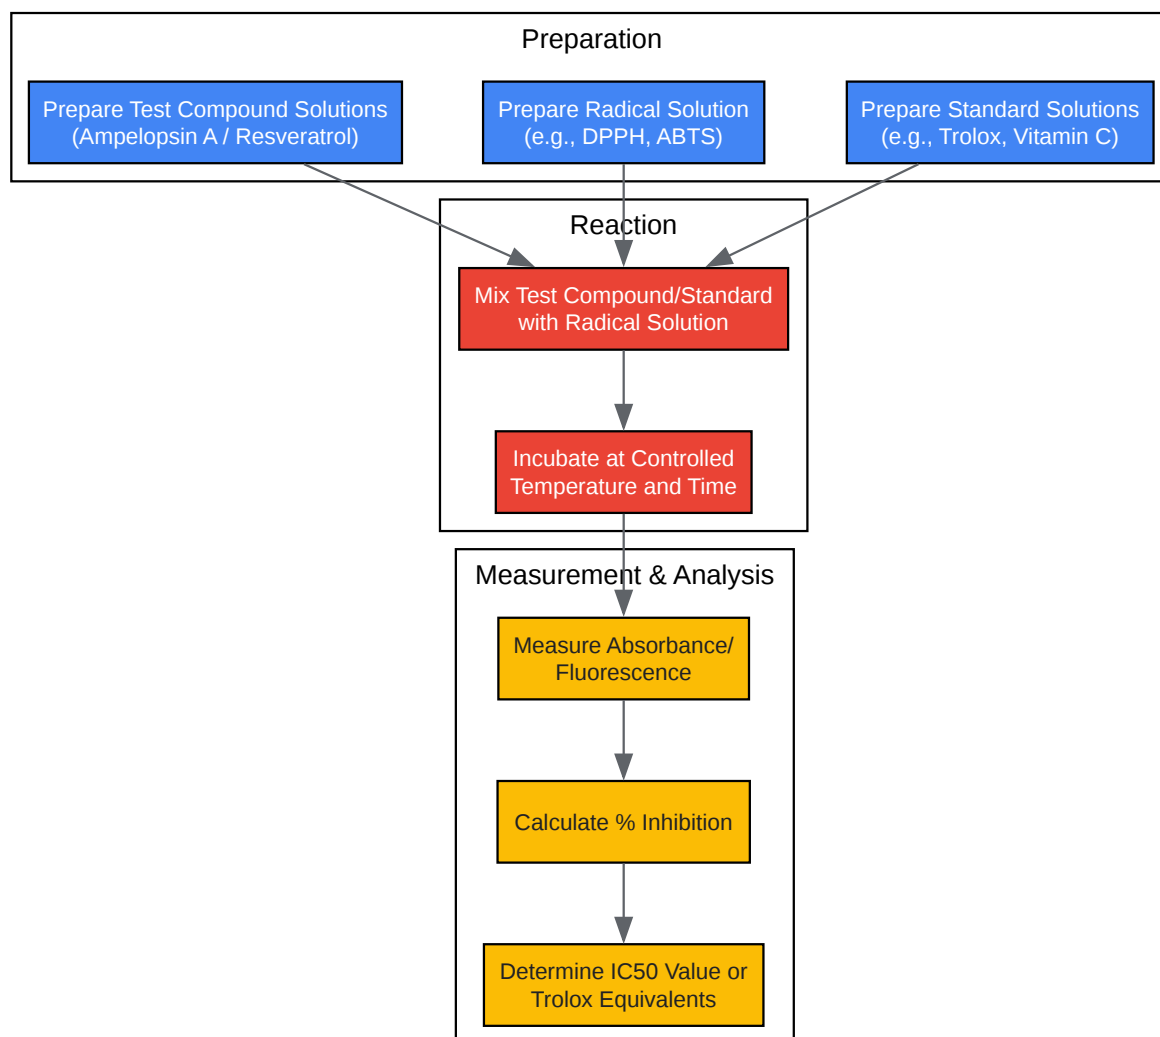 Preparation
Prepare Test Compound Solutions
(Ampelopsin A / Resveratrol)
Prepare Radical Solution
(e.g., DPPH, ABTS)
Prepare Standard Solutions
(e.g., Trolox, Vitamin C)
Reaction
Mix Test Compound/Standard
with Radical Solution
Incubate at Controlled
Temperature and Time
Measurement & Analysis
Measure Absorbance/
Fluorescence
Calculate % Inhibition
Determine IC50 Value or
Trolox Equivalents